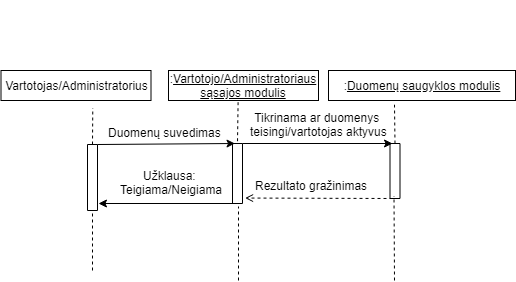 Vartotojas/Administratorius
:Vartotojo/Administratoriaus
sąsajos modulis
:Duomenų saugyklos modulis
Duomenų suvedimas
Tikrinama ar duomenys
teisingi/vartotojas aktyvus
Užklausa:
Teigiama/Neigiama
Rezultato gražinimas